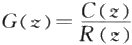 G(z) = C(z) / R(z)